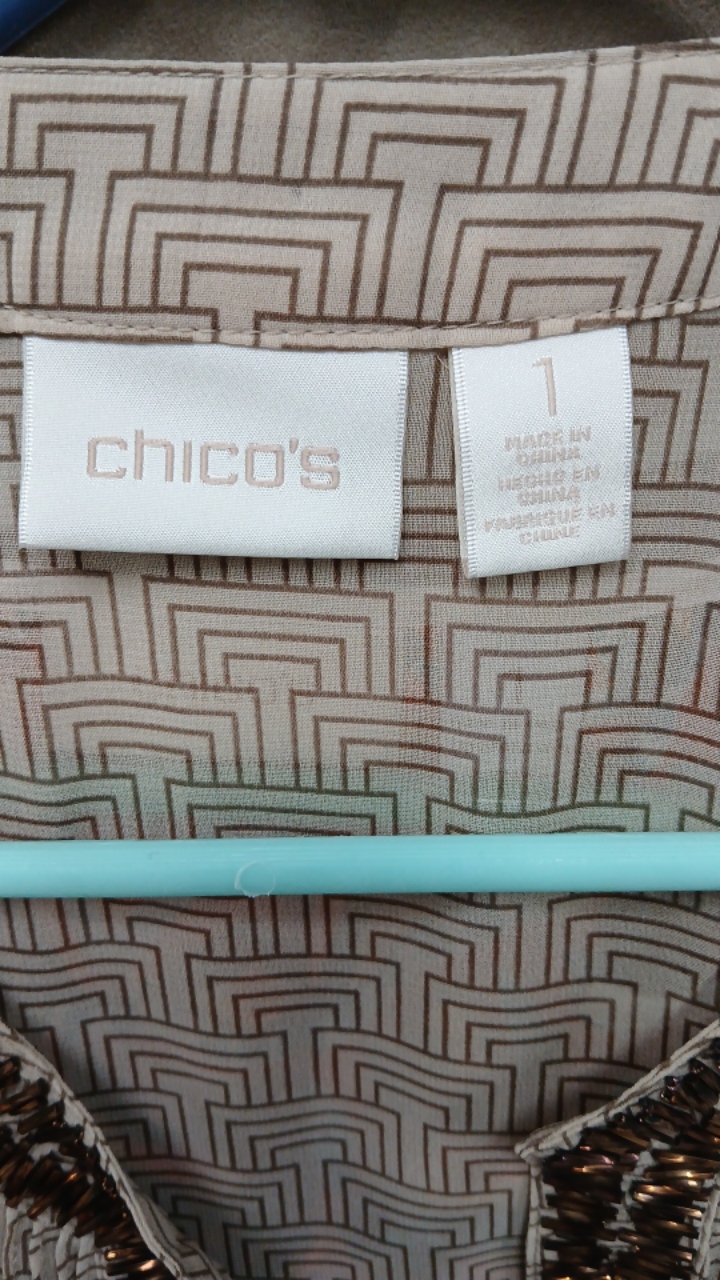 chico's
1
MADE IN
CHINA
HECHO EN
CHINA
FABRIQUE EN
CHINE